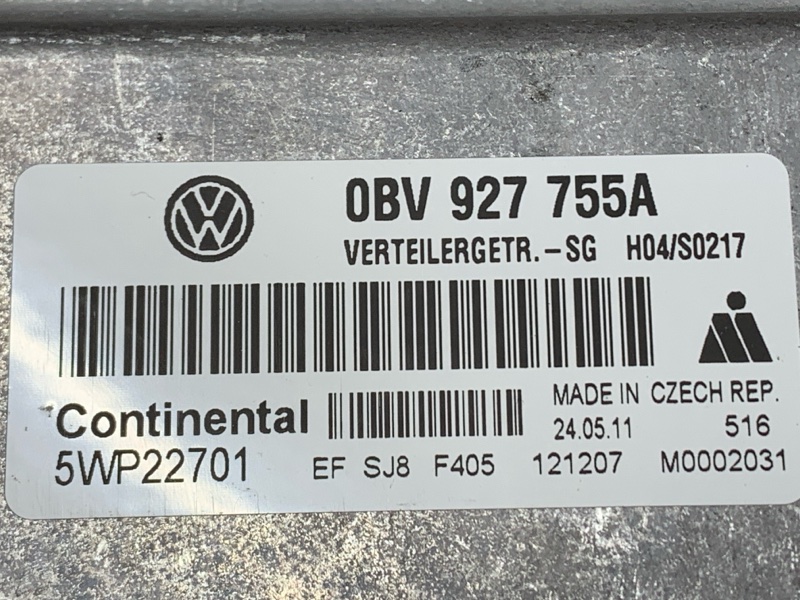 0BV 927 755A
VERTEILERGETR.-SG H04/S0217
Continental
MADE IN CZECH REP.
24.05.11 516
5WP22701 EF SJ8 F405 121207 M0002031